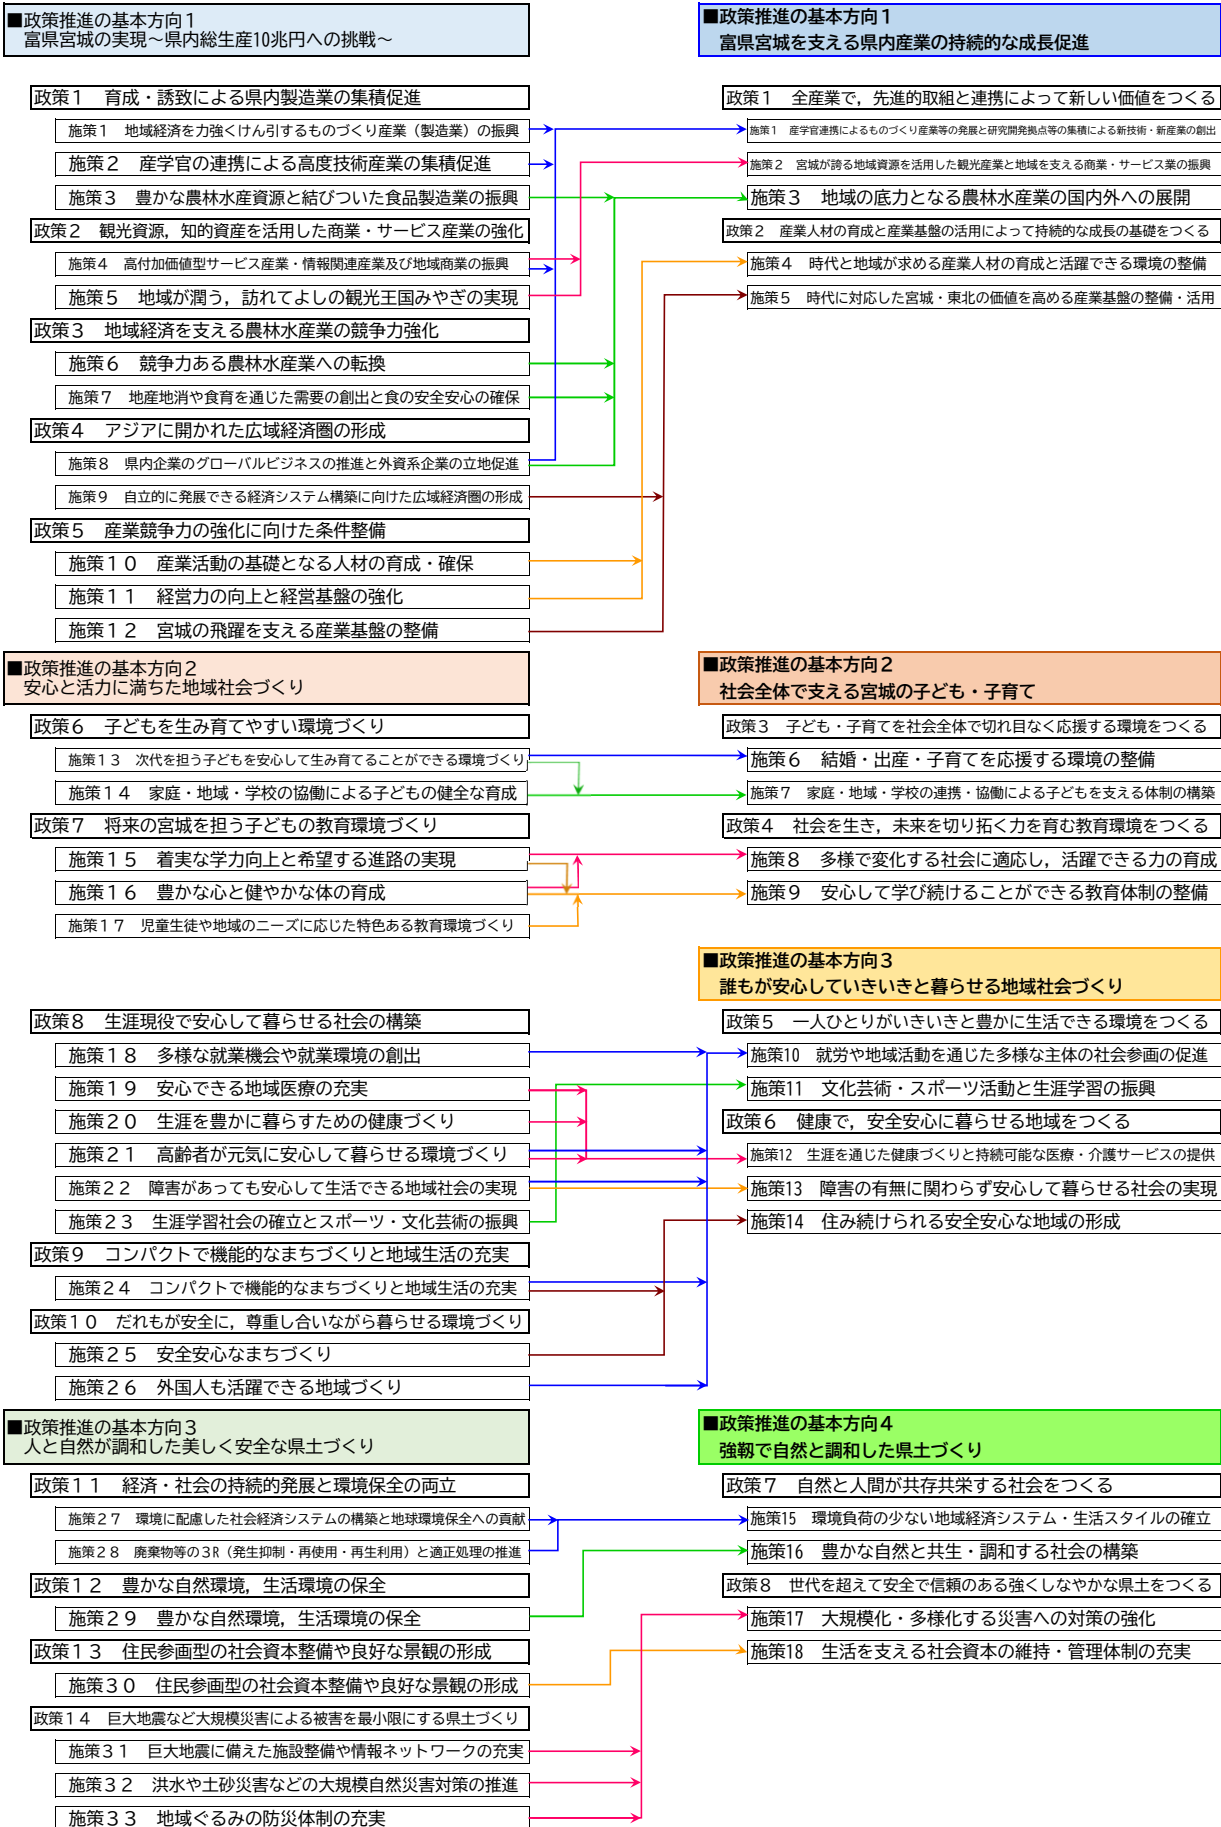 ■政策推進の基本方向１
富県宮城の実現～県内総生産10兆円への挑戦～
政策１　育成・誘致による県内製造業の集積促進
施策１　地域経済を力強くけん引するものづくり産業（製造業）の振興
施策２　産学官の連携による高度技術産業の集積促進
施策３　豊かな農林水産資源と結びついた食品製造業の振興
政策２　観光資源，知的資産を活用した商業・サービス産業の強化
施策４　高付加価値型サービス産業・情報関連産業及び地域商業の振興
施策５　地域が潤う，訪れてよしの観光王国みやぎの実現
政策３　地域経済を支える農林水産業の競争力強化
施策６　競争力ある農林水産業への転換
施策７　地産地消や食育を通じた需要の創出と食の安全安心の確保
政策４　アジアに開かれた広域経済圏の形成
施策８　県内企業のグローバルビジネスの推進と外資系企業の立地促進
施策９　自立的に発展できる経済システム構築に向けた広域経済圏の形成
政策５　産業競争力の強化に向けた条件整備
施策１０　産業活動の基礎となる人材の育成・確保
施策１１　経営力の向上と経営基盤の強化
施策１２　宮城の飛躍を支える産業基盤の整備
■政策推進の基本方向２
安心と活力に満ちた地域社会づくり
政策６　子どもを生み育てやすい環境づくり
施策１３　次代を担う子どもを安心して生み育てることができる環境づくり
施策１４　家庭・地域・学校の協働による子どもの健全な育成
政策７　将来の宮城を担う子どもの教育環境づくり
施策１５　着実な学力向上と希望する進路の実現
施策１６　豊かな心と健やかな体の育成
施策１７　児童生徒や地域のニーズに応じた特色ある教育環境づくり
政策８　生涯現役で安心して暮らせる社会の構築
施策１８　多様な就業機会や就業環境の創出
施策１９　安心できる地域医療の充実
施策２０　生涯を豊かに暮らすための健康づくり
施策２１　高齢者が元気に安心して暮らせる環境づくり
施策２２　障害があっても安心して生活できる地域社会の実現
施策２３　生涯学習社会の確立とスポーツ・文化芸術の振興
政策９　コンパクトで機能的なまちづくりと地域生活の充実
施策２４　コンパクトで機能的なまちづくりと地域生活の充実
政策１０　だれもが安全に，尊重し合いながら暮らせる環境づくり
施策２５　安全安心なまちづくり
施策２６　外国人も活躍できる地域づくり
■政策推進の基本方向３
人と自然が調和した美しく安全な県土づくり
政策１１　経済・社会の持続的発展と環境保全の両立
施策２７　環境に配慮した社会経済システムの構築と地球環境保全への貢献
施策２８　廃棄物等の３R（発生抑制・再使用・再生利用）と適正処理の推進
政策１２　豊かな自然環境，生活環境の保全
施策２９　豊かな自然環境，生活環境の保全
政策１３　住民参画型の社会資本整備や良好な景観の形成
施策３０　住民参画型の社会資本整備や良好な景観の形成
政策１４　巨大地震など大規模災害による被害を最小限にする県土づくり
施策３１　巨大地震に備えた施設整備や情報ネットワークの充実
施策３２　洪水や土砂災害などの大規模自然災害対策の推進
施策３３　地域ぐるみの防災体制の充実
■政策推進の基本方向１
富県宮城を支える県内産業の持続的な成長促進
政策１　全産業で，先進的取組と連携によって新しい価値をつくる
施策１　産学官連携によるものづくり産業等の発展と研究開発拠点等の集積による新技術・新産業の創出
施策２　宮城が誇る地域資源を活用した観光産業と地域を支える商業・サービス業の振興
施策３　地域の底力となる農林水産業の国内外への展開
政策２　産業人材の育成と産業基盤の活用によって持続的な成長の基礎をつくる
施策４　時代と地域が求める産業人材の育成と活躍できる環境の整備
施策５　時代に対応した宮城・東北の価値を高める産業基盤の整備・活用
■政策推進の基本方向２
社会全体で支える宮城の子ども・子育て
政策３　子ども・子育てを社会全体で切れ目なく応援する環境をつくる
施策６　結婚・出産・子育てを応援する環境の整備
施策７　家庭・地域・学校の連携・協働による子どもを支える体制の構築
政策４　社会を生き，未来を切り拓く力を育む教育環境をつくる
施策８　多様で変化する社会に適応し，活躍できる力の育成
施策９　安心して学び続けることができる教育体制の整備
■政策推進の基本方向３
誰もが安心していきいきと暮らせる地域社会づくり
政策５　一人ひとりがいきいきと豊かに生活できる環境をつくる
施策10　就労や地域活動を通じた多様な主体の社会参画の促進
施策11　文化芸術・スポーツ活動と生涯学習の振興
政策６　健康で，安全安心に暮らせる地域をつくる
施策12　生涯を通じた健康づくりと持続可能な医療・介護サービスの提供
施策13　障害の有無に関わらず安心して暮らせる社会の実現
施策14　住み続けられる安全安心な地域の形成
■政策推進の基本方向４
強靱で自然と調和した県土づくり
政策７　自然と人間が共存共栄する社会をつくる
施策15　環境負荷の少ない地域経済システム・生活スタイルの確立
施策16　豊かな自然と共生・調和する社会の構築
政策８　世代を超えて安全で信頼のある強くしなやかな県土をつくる
施策17　大規模化・多様化する災害への対策の強化
施策18　生活を支える社会資本の維持・管理体制の充実